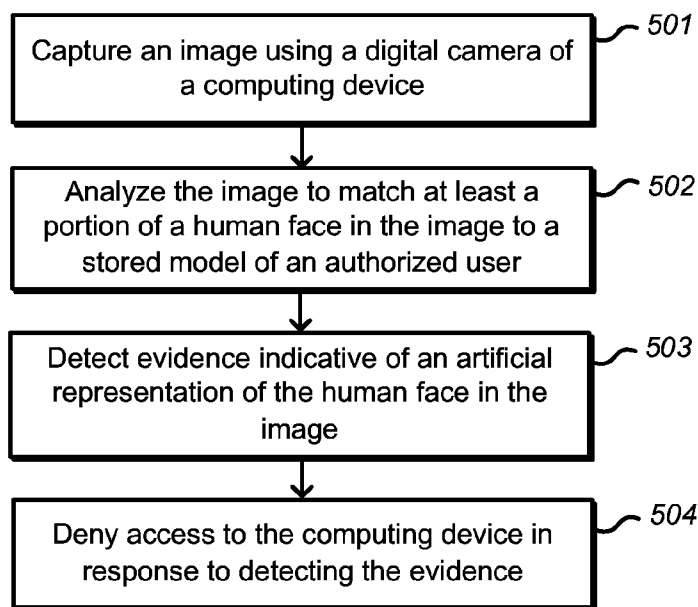 501
Capture an image using a digital camera of
a computing device
502
Analyze the image to match at least a
portion of a human face in the image to a
stored model of an authorized user
503
Detect evidence indicative of an artificial
representation of the human face in the
image
504
Deny access to the computing device in
response to detecting the evidence